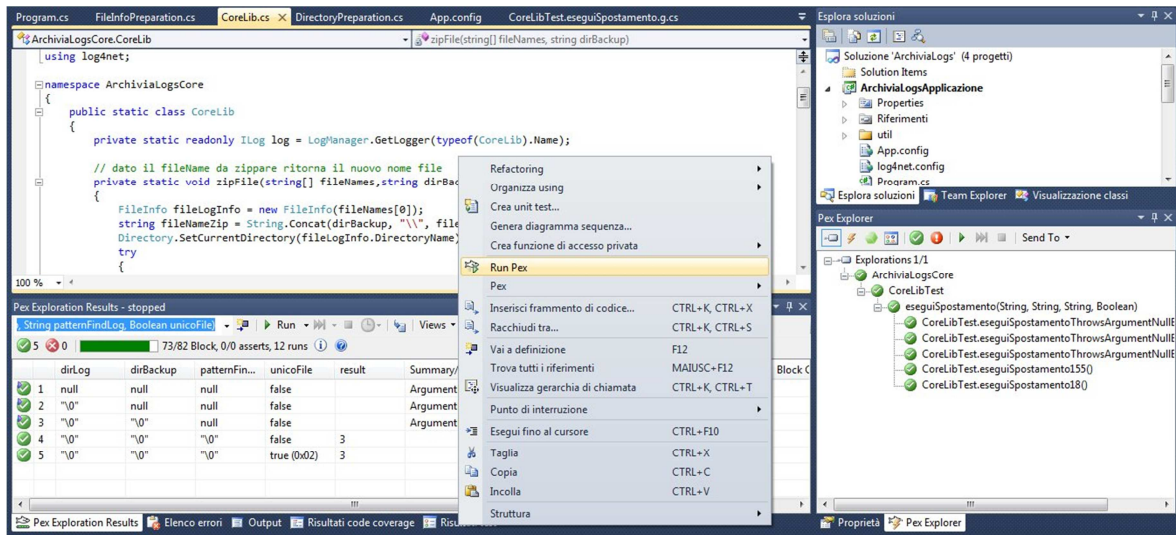 Program.cs FileInfoPreparation.cs CoreLib.cs DirectoryPreparation.cs App.config CoreLibTest.eseguiSpostamento.g.cs
ArchiviaLogsCore.CoreLib zipFile(string[] fileNames, string dirBackup)
using log4net;
namespace ArchiviaLogsCore
{
public static class CoreLib
{
private static readonly ILog log = LogManager.GetLogger(typeof(CoreLib).Name);
// dato il fileName da zippare ritorna il nuovo nome file
private static void zipFile(string[] fileNames,string dirBac
{
FileInfo fileLogInfo = new FileInfo(fileNames[0]);
string fileNameZip = String.Concat(dirBackup, "\\", file
Directory.SetCurrentDirectory(fileLogInfo.DirectoryName)
try
{
100 %
Refactoring
Organizza using
Crea unit test...
Genera diagramma sequenza...
Crea funzione di accesso privata
Run Pex
Pex
Inserisci frammento di codice... CTRL+K, CTRL+X
Racchiudi tra... CTRL+K, CTRL+S
Vai a definizione F12
Trova tutti i riferimenti MAIUSC+F12
Visualizza gerarchia di chiamata CTRL+K, CTRL+T
Punto di interruzione
Esegui fino al cursore CTRL+F10
Taglia CTRL+X
Copia CTRL+C
Incolla CTRL+V
Struttura
Pex Exploration Results - stopped
, String patternFindLog, Boolean unicoFile) Run Views
5 0 73/82 Block, 0/0 asserts, 12 runs
dirLog dirBackup patternFin... unicoFile result Summary/ Block C
1 null null null false Argument
2 "\0" null null false Argument
3 "\0" "\0" null false Argument
4 "\0" "\0" "\0" false 3
5 "\0" "\0" "\0" true (0x02) 3
Pex Exploration Results Elenco errori Output Risultati code coverage Risu
Esplora soluzioni
Soluzione 'ArchiviaLogs' (4 progetti)
Solution Items
ArchiviaLogsApplicazione
Properties
Riferimenti
util
App.config
log4net.config
Program.cs
Esplora soluzioni Team Explorer Visualizzazione classi
Pex Explorer
Send To
Explorations 1/1
ArchiviaLogsCore
CoreLibTest
eseguiSpostamento(String, String, String, Boolean)
CoreLibTest.eseguiSpostamentoThrowsArgumentNullE
CoreLibTest.eseguiSpostamentoThrowsArgumentNullE
CoreLibTest.eseguiSpostamentoThrowsArgumentNullE
CoreLibTest.eseguiSpostamento155()
CoreLibTest.eseguiSpostamento18()
Proprietà Pex Explorer